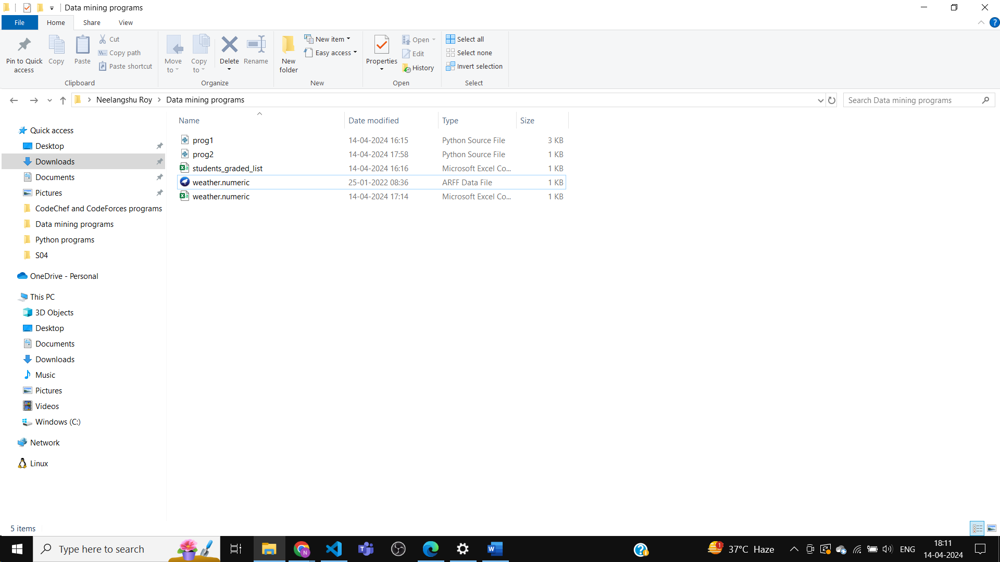 Data mining programs
File Home Share View
Pin to Quick access
Copy
Paste
Cut
Copy path
Paste shortcut
Clipboard
Move to
Copy to
Delete
Rename
Organize
New folder
New item
Easy access
New
Properties
Open
Edit
History
Open
Select all
Select none
Invert selection
Select
Neelangshu Roy > Data mining programs
Search Data mining programs
Name Date modified Type Size
prog1 14-04-2024 16:15 Python Source File 3 KB
prog2 14-04-2024 17:58 Python Source File 1 KB
students_graded_list 14-04-2024 16:16 Microsoft Excel Co... 1 KB
weather.numeric 25-01-2022 08:36 ARFF Data File 1 KB
weather.numeric 14-04-2024 17:14 Microsoft Excel Co... 1 KB
Quick access
Desktop
Downloads
Documents
Pictures
CodeChef and CodeForces programs
Data mining programs
Python programs
S04
OneDrive - Personal
This PC
3D Objects
Desktop
Documents
Downloads
Music
Pictures
Videos
Windows (C:)
Network
Linux
5 items
Type here to search
37°C Haze
ENG
18:11
14-04-2024